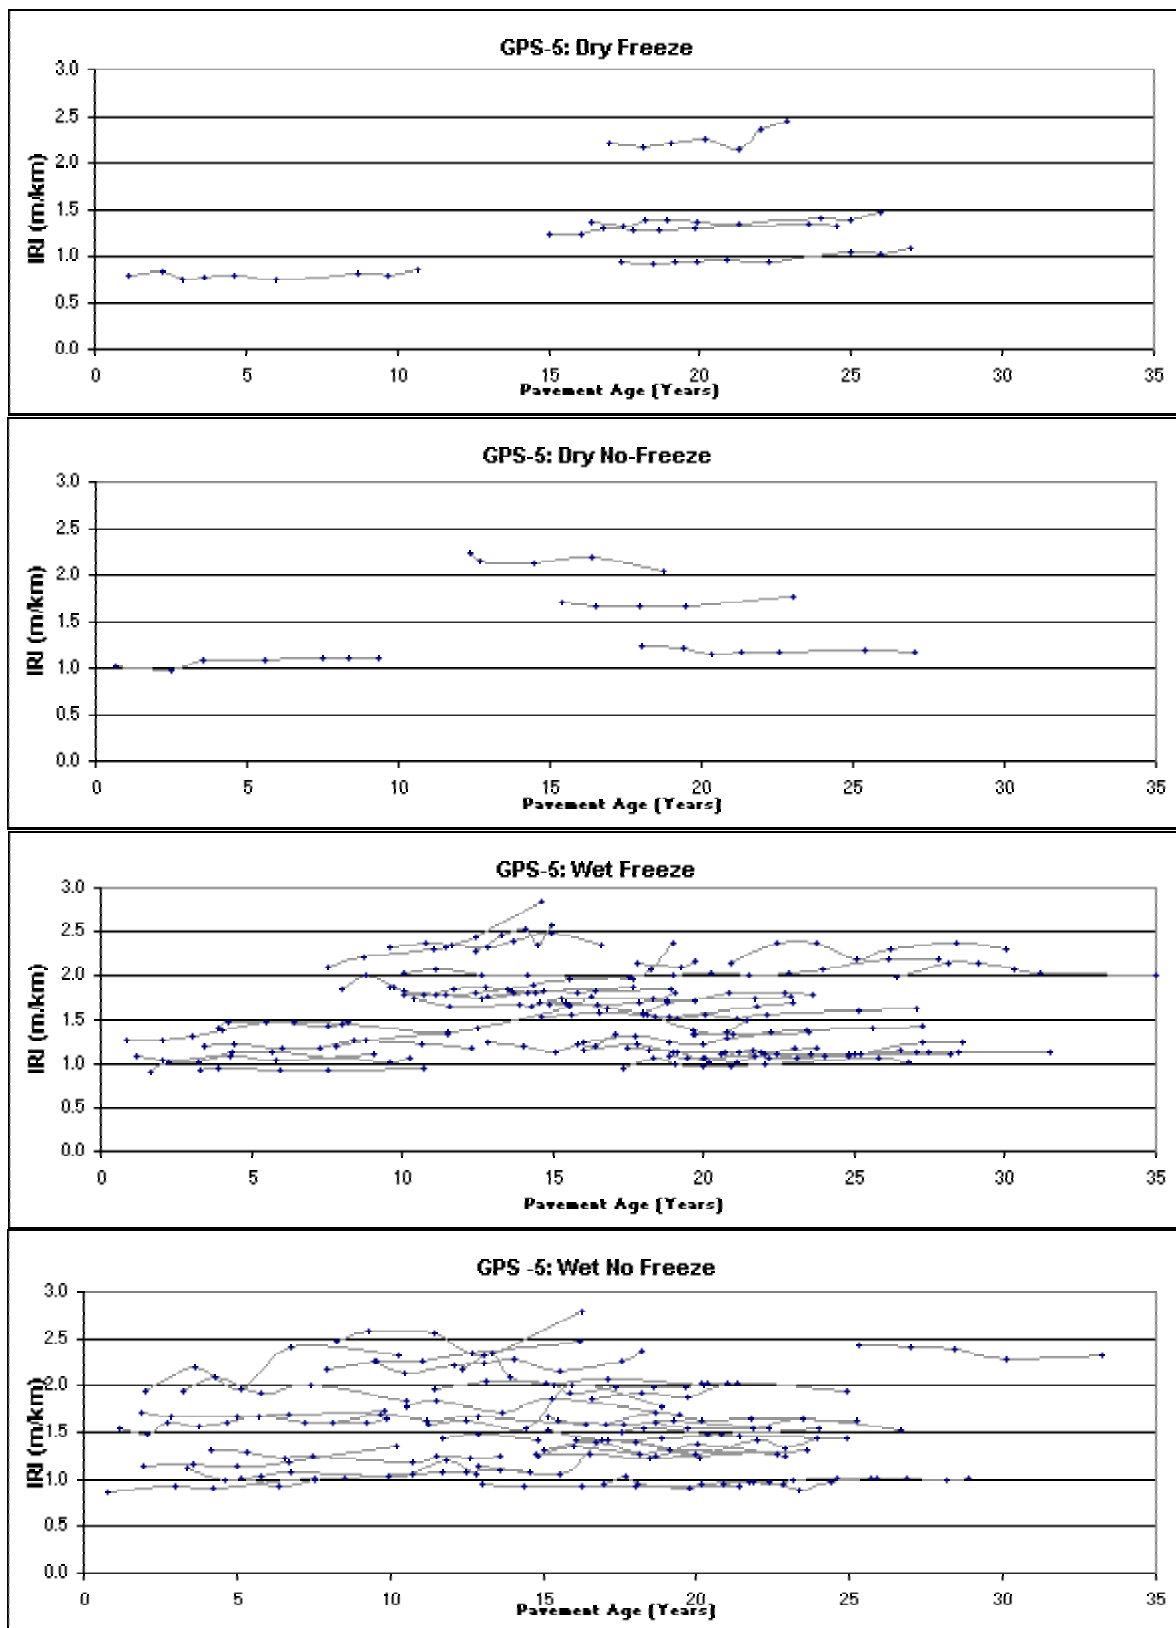 GPS-5: Dry Freeze
3.0
2.5
2.0
1.5
1.0
0.5
0.0
IRI (m/km)
0 5 10 15 20 25 30 35
Pavement Age (Years)
GPS-5: Dry No-Freeze
3.0
2.5
2.0
1.5
1.0
0.5
0.0
IRI (m/km)
0 5 10 15 20 25 30 35
Pavement Age (Years)
GPS-5: Wet Freeze
3.0
2.5
2.0
1.5
1.0
0.5
0.0
IRI (m/km)
0 5 10 15 20 25 30 35
Pavement Age (Years)
GPS -5: Wet No Freeze
3.0
2.5
2.0
1.5
1.0
0.5
0.0
IRI (m/km)
0 5 10 15 20 25 30 35
Pavement Age (Years)